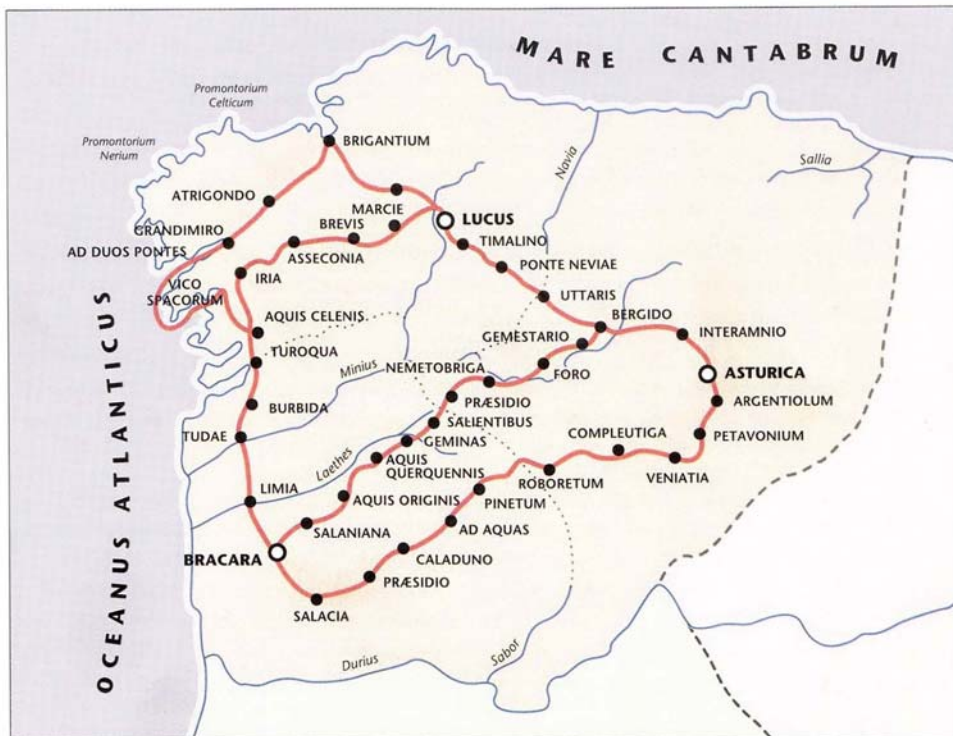 MARE CANTABRUM
Promontorium
Celticum
Promontorium
Nerium
BRIGANTIUM
Navia
Sallia
ATRIGONDO
MARCIE
LUCUS
GRANDIMIRO
BREVIS
TIMALINO
AD DUOS PONTES
ASSECONIA
PONTE NEVIAE
IRIA
VICO
SPACORUM
UTTARIS
BERGIDO
AQUIS CELENIS
GEMESTARIO
INTERAMNIO
TUROQUA
Minius
NEMETOBRIGA
FORO
ASTURICA
PRÆSIDIO
ARGENTIOLUM
BURBIDA
SALIENTIBUS
TUDAE
GEMINAS
COMPLEUTIGA
PETAVONIUM
Laethes
AQUIS
QUERQUENNIS
VENIATIA
ROBORETUM
LIMIA
AQUIS ORIGINIS
PINETUM
SALANIANA
AD AQUAS
BRACARA
CALADUNO
PRÆSIDIO
SALACIA
Durius
Sabor
OCEANUS ATLANTICUS